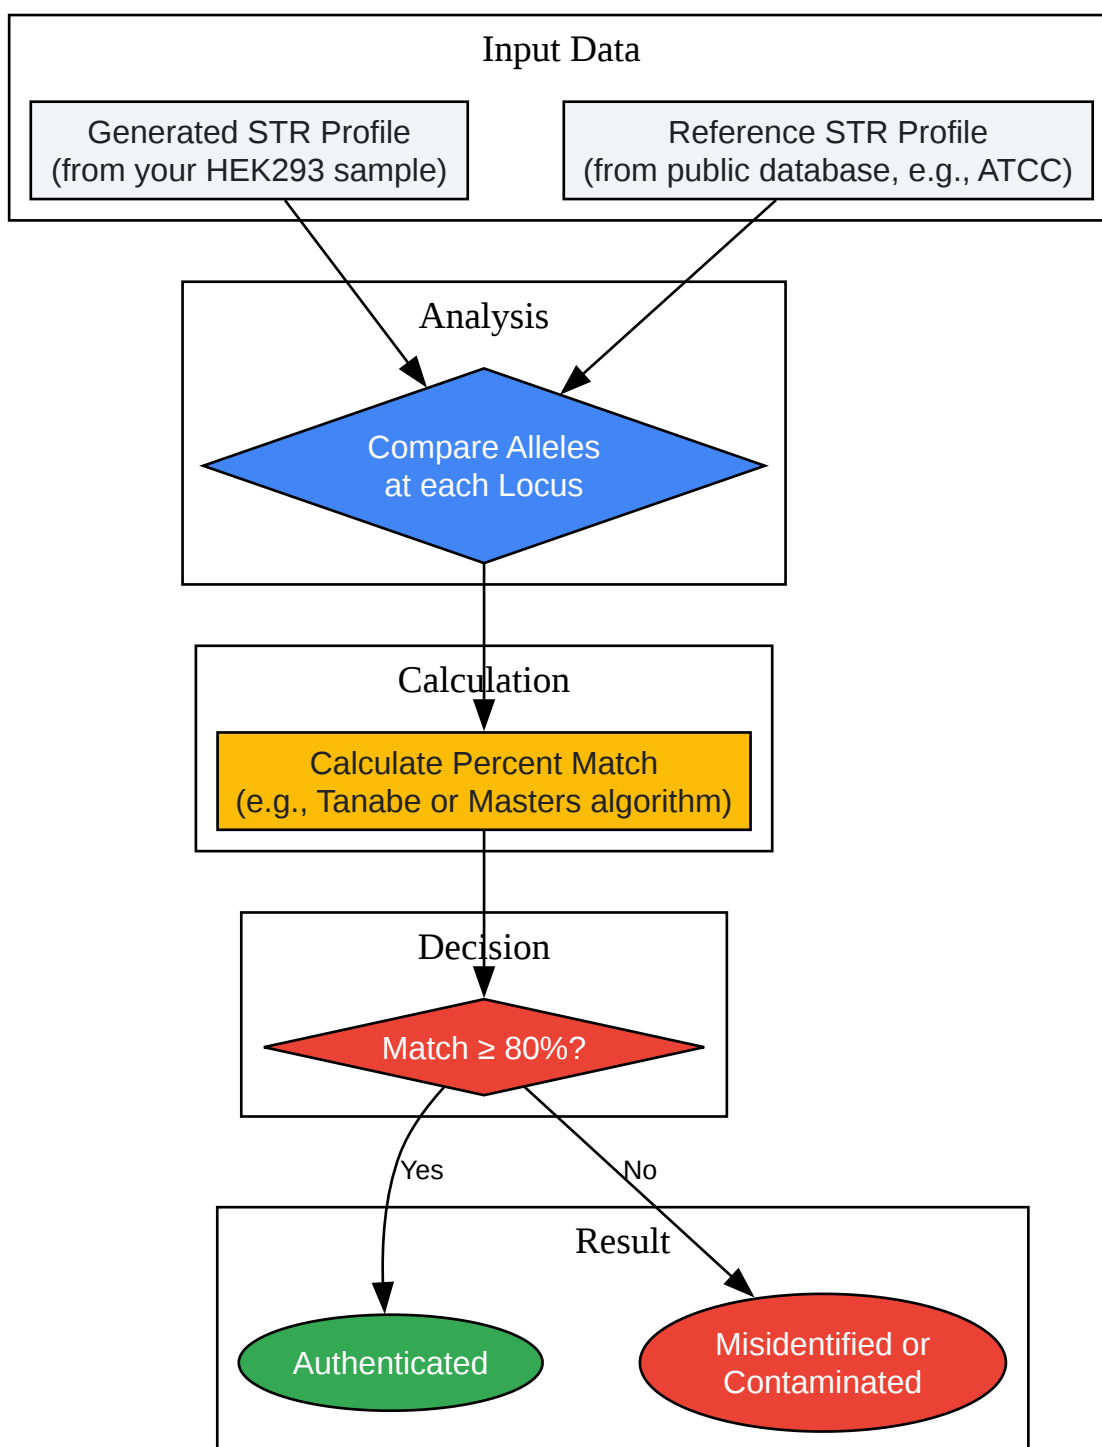 Input Data
Generated STR Profile
(from your HEK293 sample)
Reference STR Profile
(from public database, e.g., ATCC)
Analysis
Compare Alleles
at each Locus
Calculation
Calculate Percent Match
(e.g., Tanabe or Masters algorithm)
Decision
Match ≥ 80%?
Yes
No
Result
Authenticated
Misidentified or
Contaminated